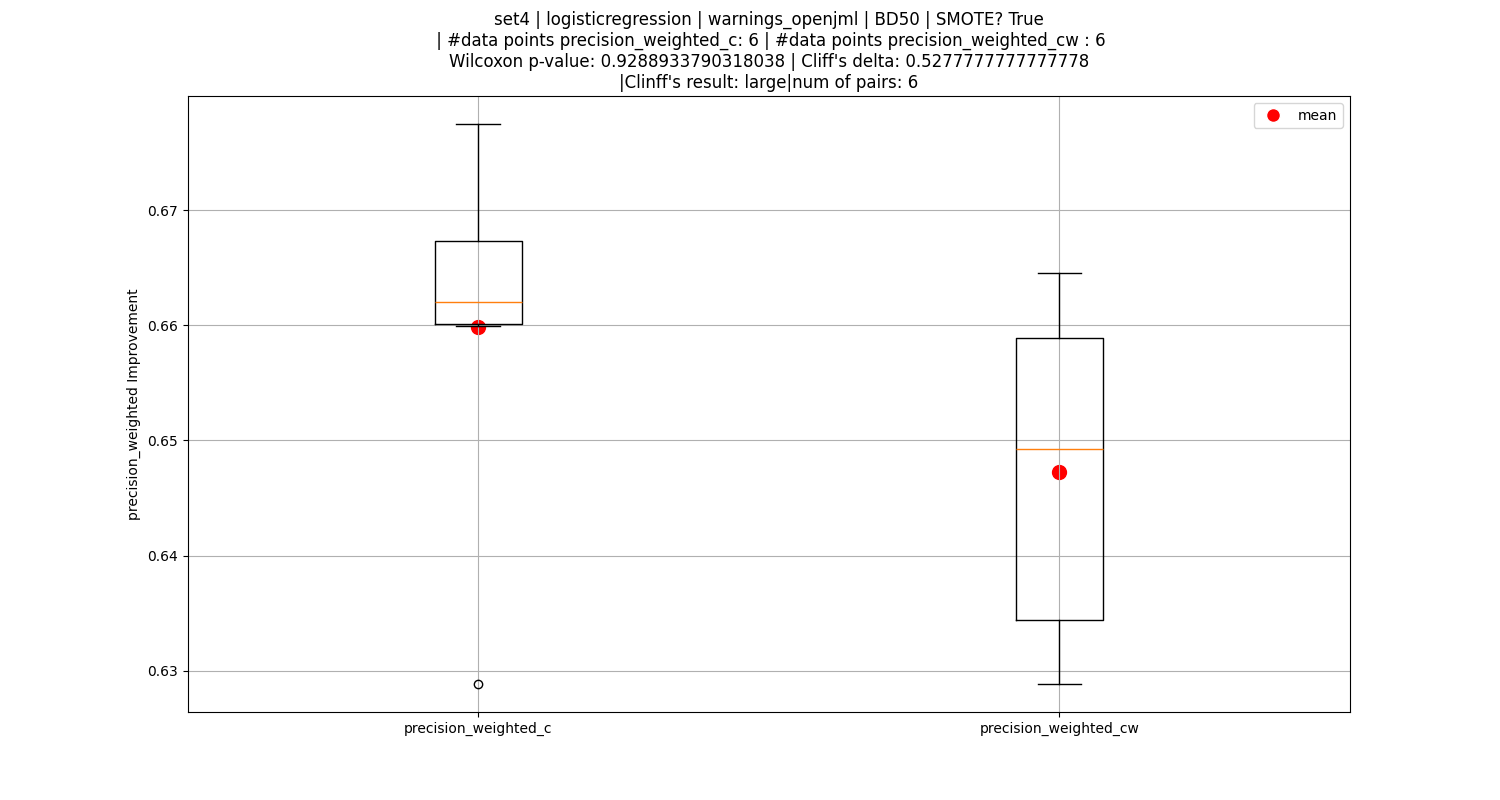 set4 | logisticregression | warnings_openjml | BD50 | SMOTE? True
| #data points precision_weighted_c: 6 | #data points precision_weighted_cw : 6
Wilcoxon p-value: 0.9288933790318038 | Cliff's delta: 0.5277777777777778
|Clinff's result: large|num of pairs: 6
mean
0.67
0.66
0.65
0.64
0.63
precision_weighted Improvement
precision_weighted_c
precision_weighted_cw